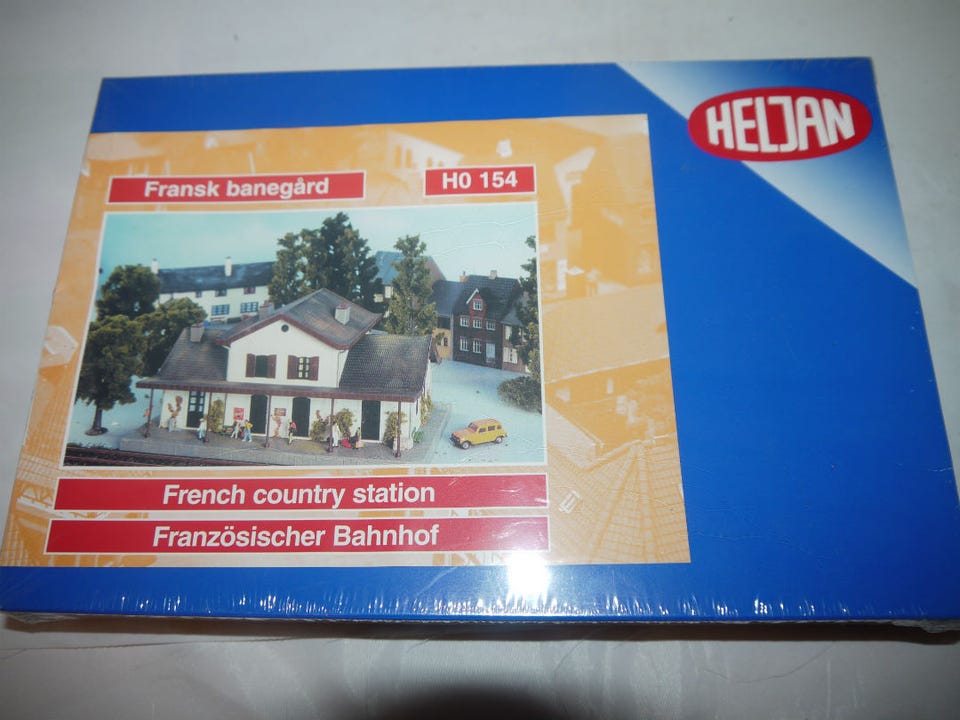 HELJAN
Fransk banegård
H0 154
French country station
Französischer Bahnhof